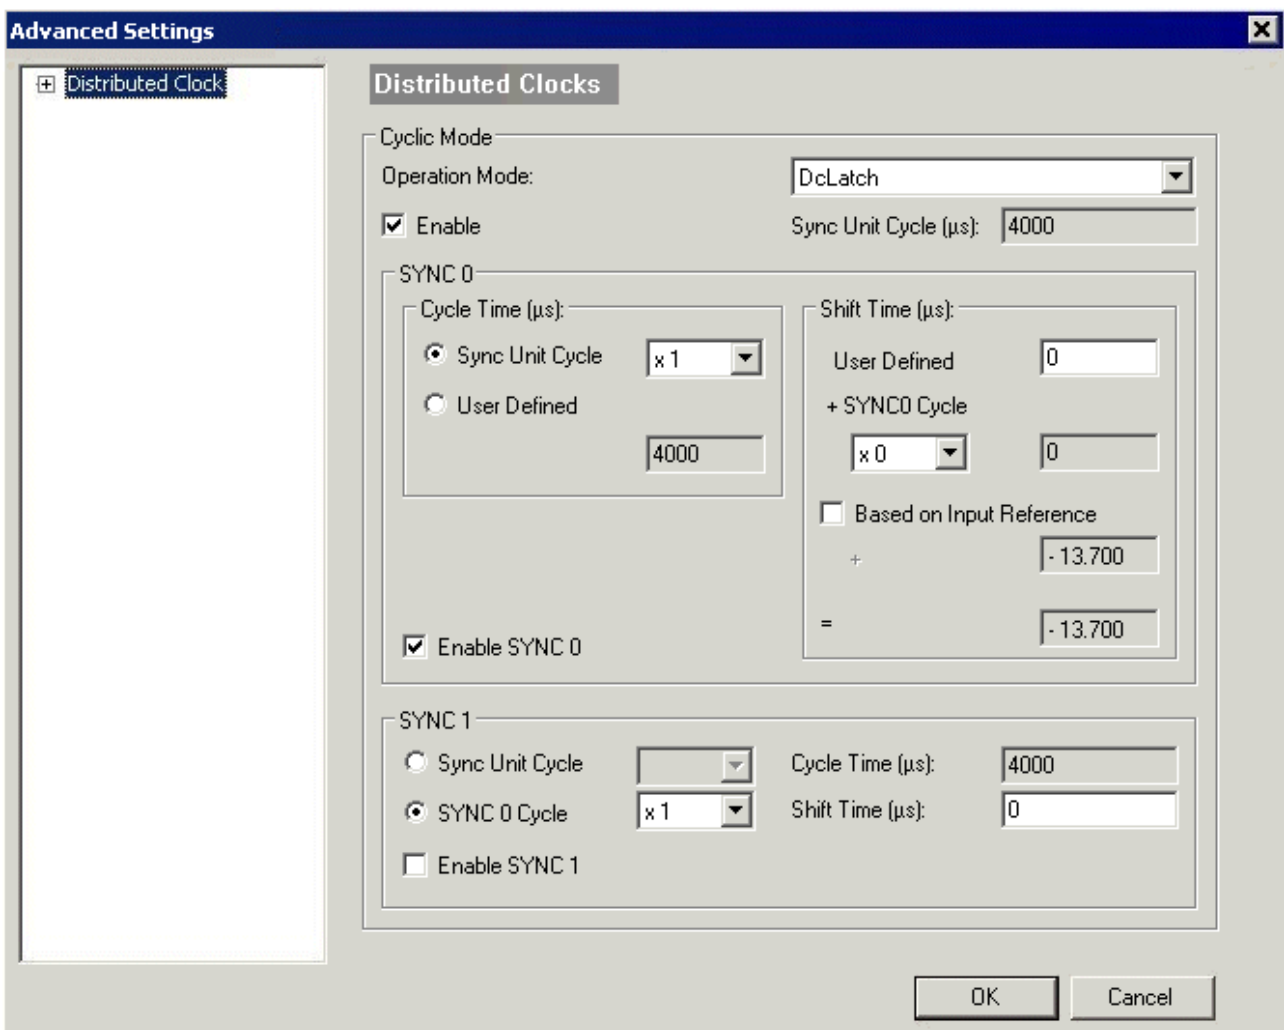 Advanced Settings
Distributed Clock
Distributed Clocks
Cyclic Mode
Operation Mode: DcLatch
Enable Sync Unit Cycle (µs): 4000
SYNC 0
Cycle Time (µs):
Sync Unit Cycle x 1
User Defined
4000
Shift Time (µs):
User Defined 0
+ SYNC0 Cycle
x 0 0
Based on Input Reference
+ - 13.700
= - 13.700
Enable SYNC 0
SYNC 1
Sync Unit Cycle Cycle Time (µs): 4000
SYNC 0 Cycle x 1 Shift Time (µs): 0
Enable SYNC 1
OK Cancel